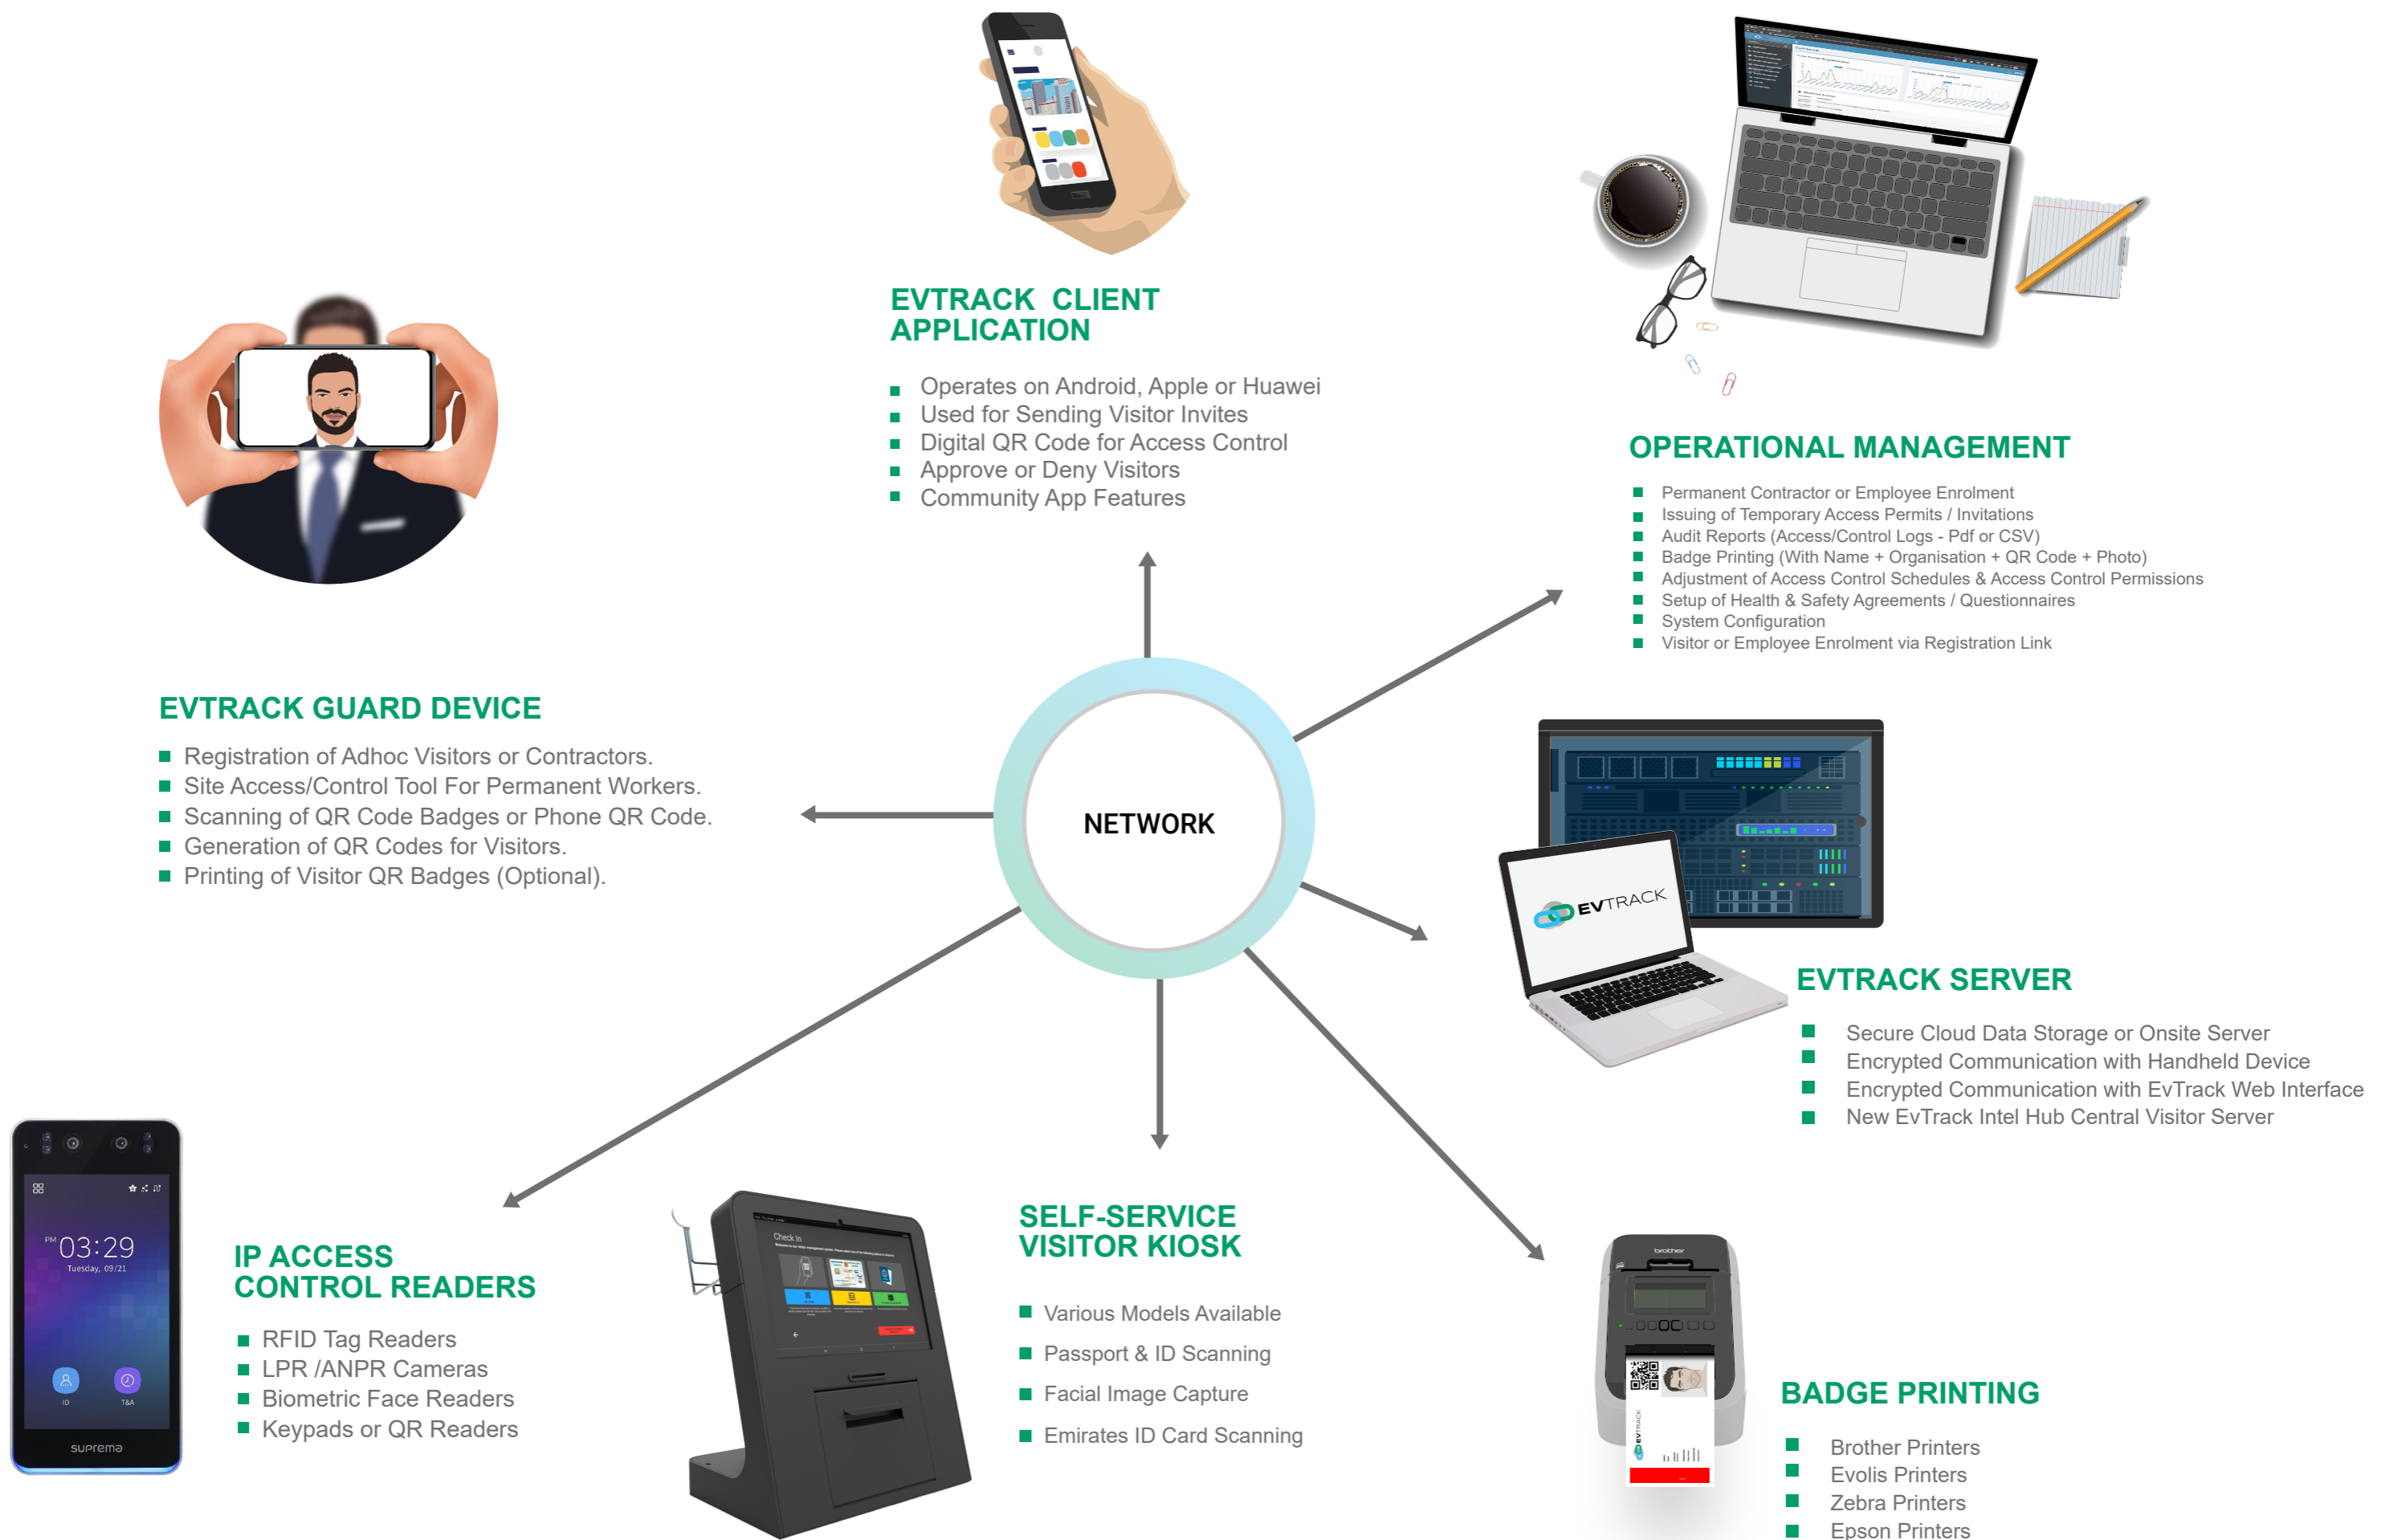 EVTRACK CLIENT
APPLICATION
Operates on Android, Apple or Huawei
Used for Sending Visitor Invites
Digital QR Code for Access Control
Approve or Deny Visitors
Community App Features
OPERATIONAL MANAGEMENT
Permanent Contractor or Employee Enrolment
Issuing of Temporary Access Permits / Invitations
Audit Reports (Access/Control Logs - Pdf or CSV)
Badge Printing (With Name + Organisation + QR Code + Photo)
Adjustment of Access Control Schedules & Access Control Permissions
Setup of Health & Safety Agreements / Questionnaires
System Configuration
Visitor or Employee Enrolment via Registration Link
EVTRACK GUARD DEVICE
Registration of Adhoc Visitors or Contractors.
Site Access/Control Tool For Permanent Workers.
Scanning of QR Code Badges or Phone QR Code.
Generation of QR Codes for Visitors.
Printing of Visitor QR Badges (Optional).
NETWORK
EVTRACK
EVTRACK SERVER
Secure Cloud Data Storage or Onsite Server
Encrypted Communication with Handheld Device
Encrypted Communication with EvTrack Web Interface
New EvTrack Intel Hub Central Visitor Server
PM 03:29
Tuesday, 09/21
ID T&A
suprema
IP ACCESS
CONTROL READERS
RFID Tag Readers
LPR /ANPR Cameras
Biometric Face Readers
Keypads or QR Readers
Check In
SELF-SERVICE
VISITOR KIOSK
Various Models Available
Passport & ID Scanning
Facial Image Capture
Emirates ID Card Scanning
brother
EVTRACK
BADGE PRINTING
Brother Printers
Evolis Printers
Zebra Printers
Epson Printers